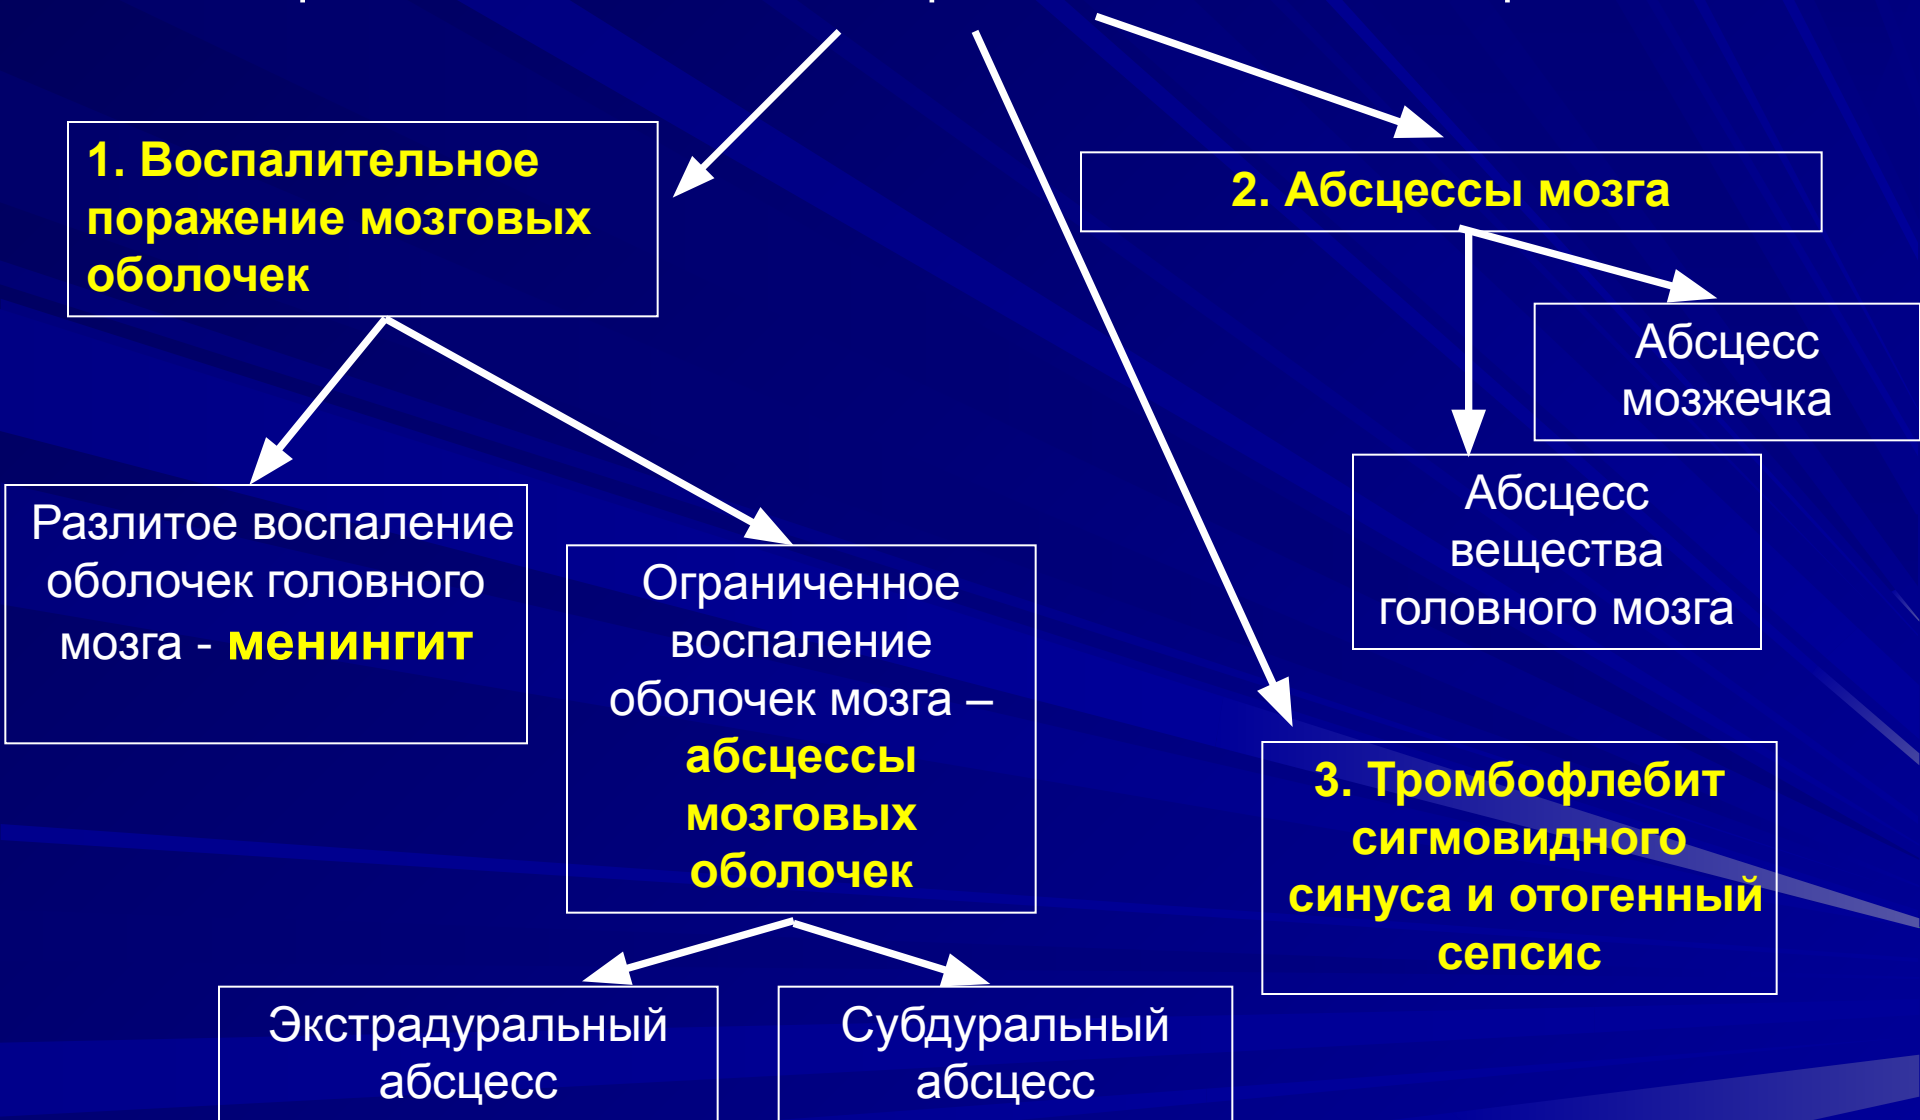 1. Воспалительное
поражение мозговых
оболочек
2. Абсцессы мозга
Абсцесс
мозжечка
Абсцесс
вещества
головного мозга
Разлитое воспаление
оболочек головного
мозга - менингит
Ограниченное
воспаление
оболочек мозга –
абсцессы
мозговых
оболочек
3. Тромбофлебит
сигмовидного
синуса и отогенный
сепсис
Экстрадуральный
абсцесс
Субдуральный
абсцесс